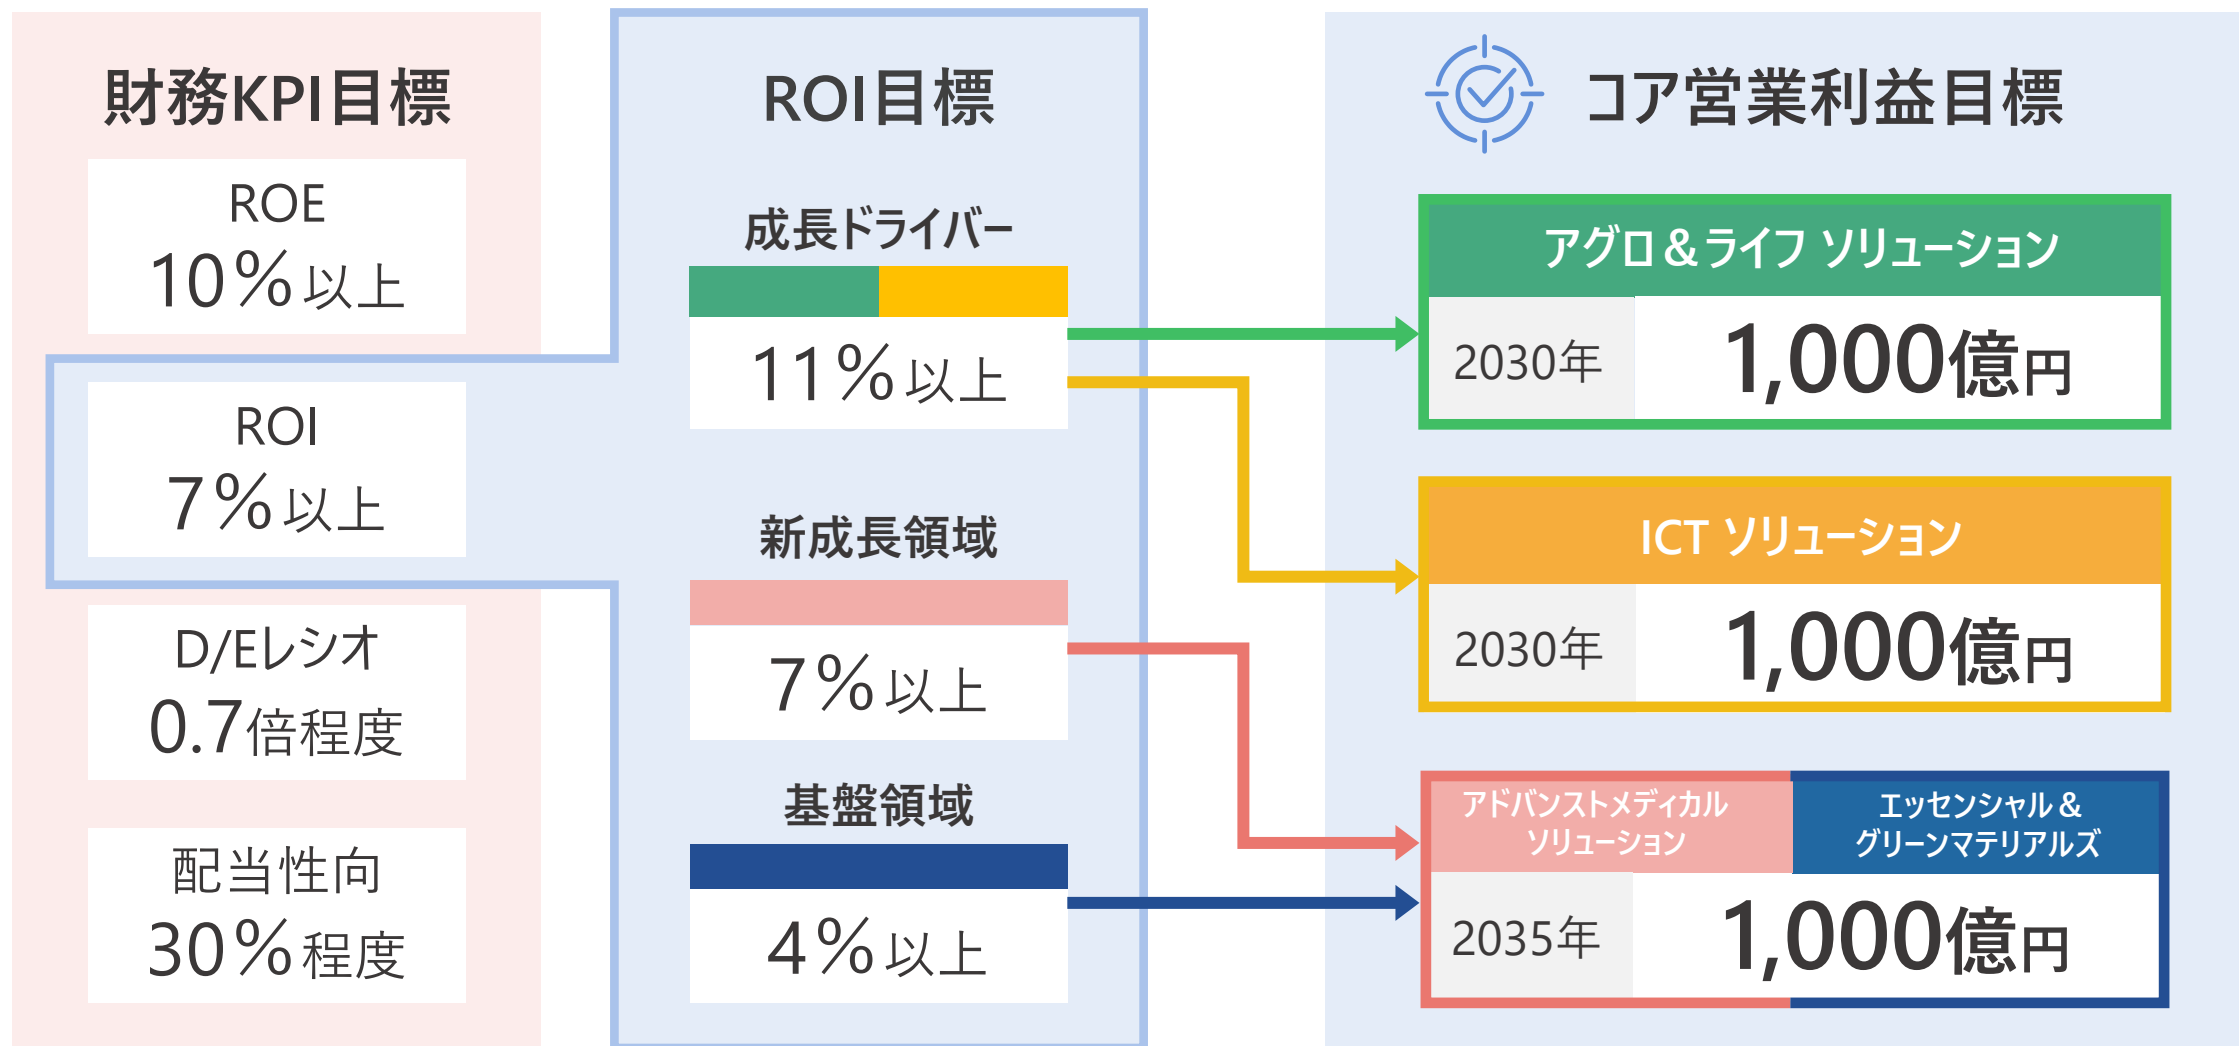 財務KPI目標
ROE
10%以上
ROI
7%以上
D/Eレシオ
0.7倍程度
配当性向
30%程度
ROI目標
成長ドライバー
11%以上
新成長領域
7%以上
基盤領域
4%以上
コア営業利益目標
アグロ&ライフ ソリューション
2030年
1,000億円
ICT ソリューション
2030年
1,000億円
アドバンストメディカル
ソリューション
エッセンシャル&
グリーンマテリアルズ
2035年
1,000億円